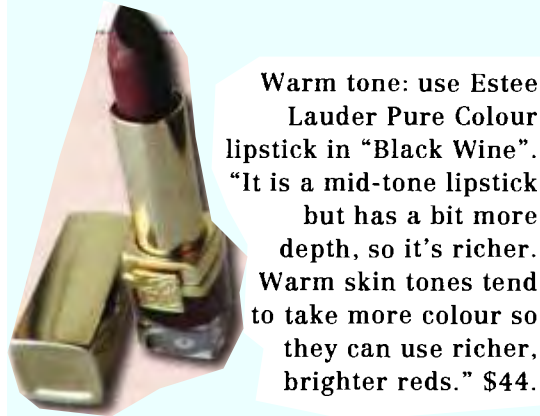 Warm tone: use Estee
Lauder Pure Colour
lipstick in “Black Wine”.
“It is a mid-tone lipstick
but has a bit more
depth, so it’s richer.
Warm skin tones tend
to take more colour so
they can use richer,
brighter reds.” $44.